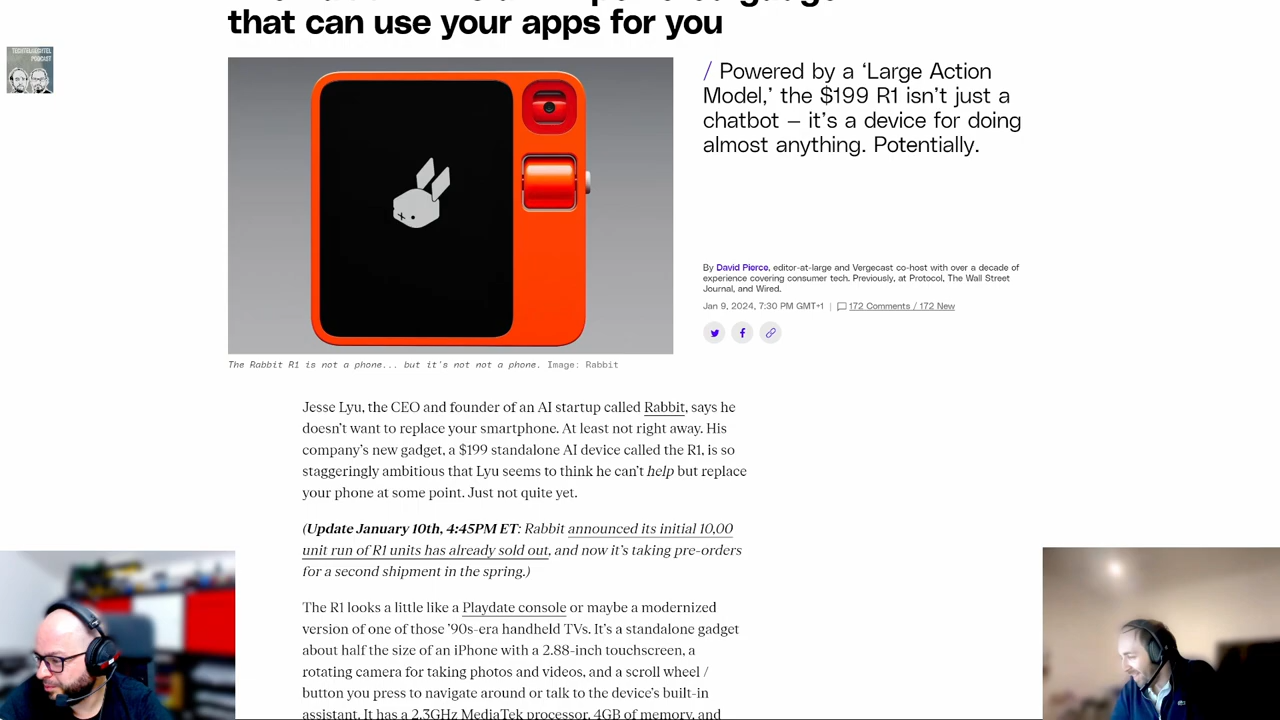 that can use your apps for you
TECHTELMECHTEL
PODCAST
/ Powered by a ‘Large Action
Model,’ the $199 R1 isn’t just a
chatbot — it’s a device for doing
almost anything. Potentially.
By David Pierce, editor-at-large and Vergecast co-host with over a decade of
experience covering consumer tech. Previously, at Protocol, The Wall Street
Journal, and Wired.
Jan 9, 2024, 7:30 PM GMT+1 | 172 Comments / 172 New
The Rabbit R1 is not a phone... but it's not not a phone. Image: Rabbit
Jesse Lyu, the CEO and founder of an AI startup called Rabbit, says he
doesn’t want to replace your smartphone. At least not right away. His
company’s new gadget, a $199 standalone AI device called the R1, is so
staggeringly ambitious that Lyu seems to think he can’t help but replace
your phone at some point. Just not quite yet.
(Update January 10th, 4:45PM ET: Rabbit announced its initial 10,00
unit run of R1 units has already sold out, and now it’s taking pre-orders
for a second shipment in the spring.)
The R1 looks a little like a Playdate console or maybe a modernized
version of one of those ’90s-era handheld TVs. It’s a standalone gadget
about half the size of an iPhone with a 2.88-inch touchscreen, a
rotating camera for taking photos and videos, and a scroll wheel /
button you press to navigate around or talk to the device’s built-in
assistant. It has a 2.3GHz MediaTek processor, 4GB of memory, and